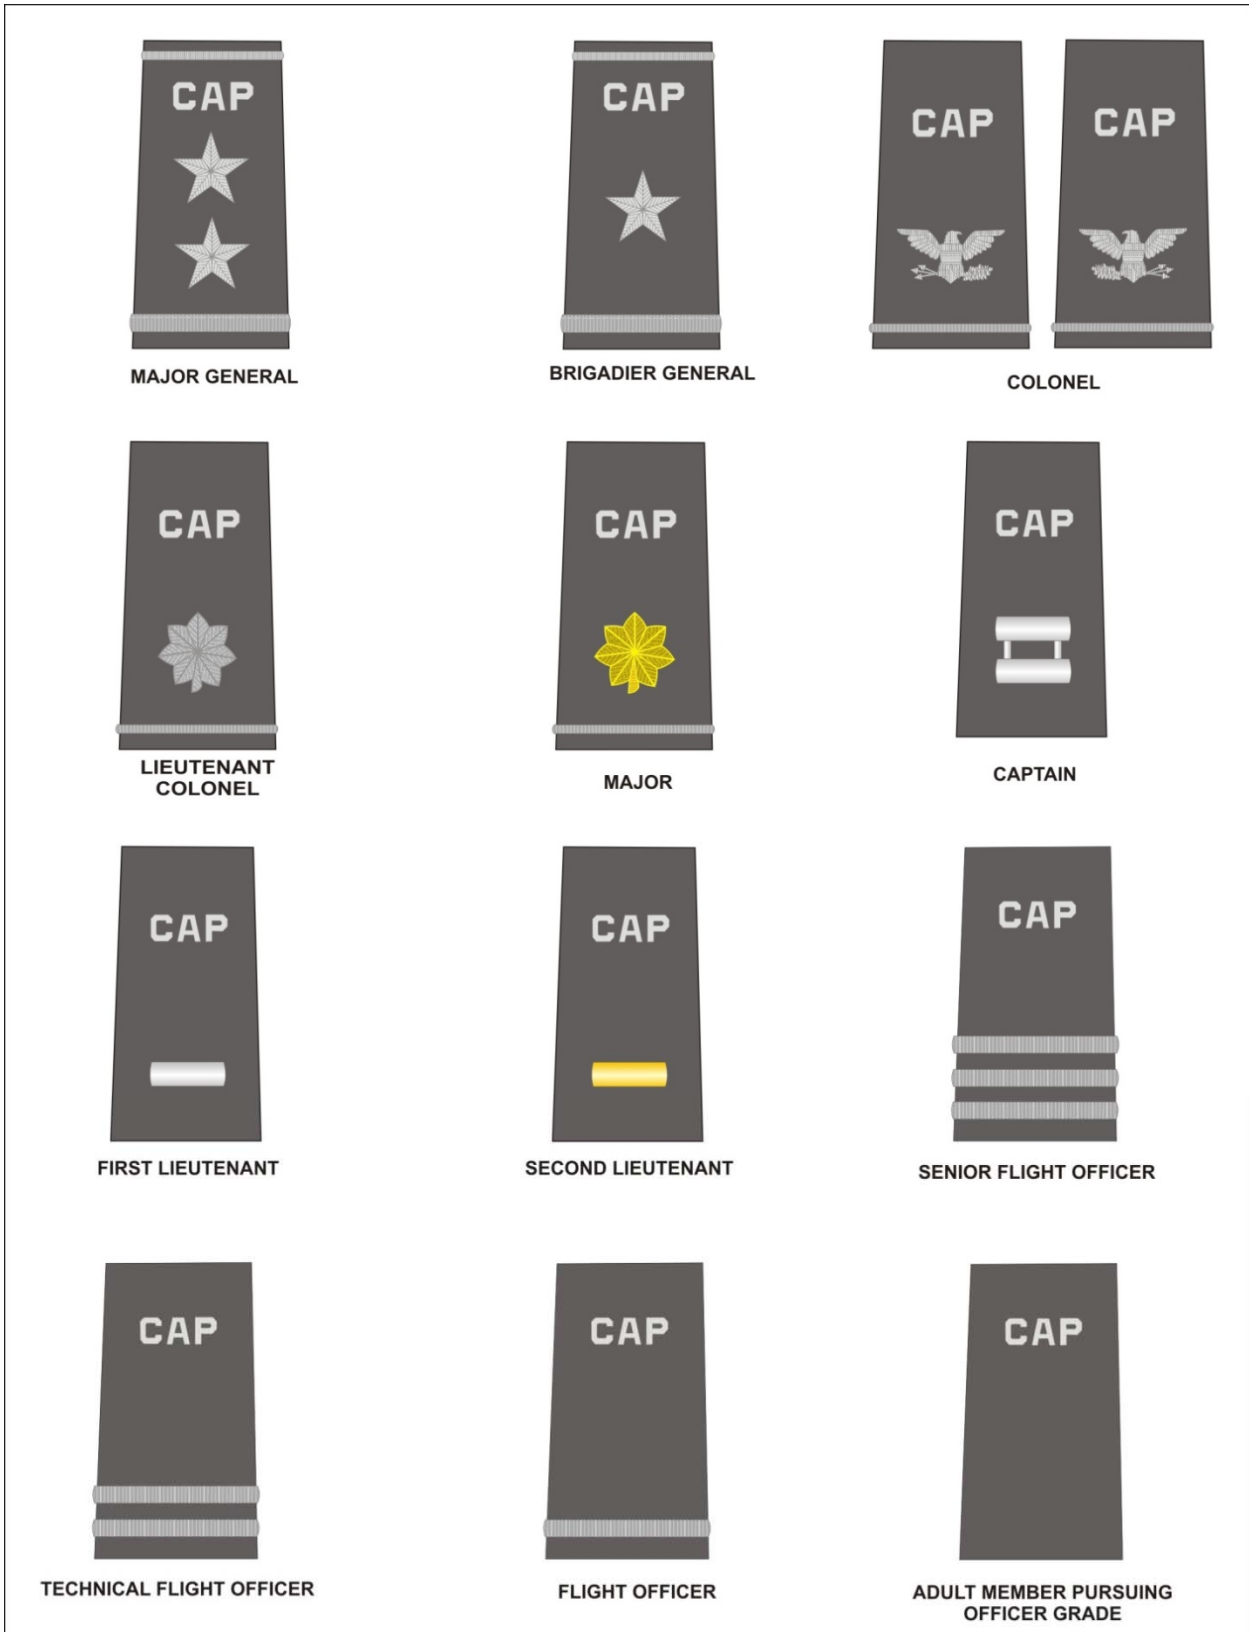 CAP
CAP
CAP
CAP
MAJOR GENERAL
BRIGADIER GENERAL
COLONEL
CAP
CAP
CAP
LIEUTENANT
COLONEL
MAJOR
CAPTAIN
CAP
CAP
CAP
FIRST LIEUTENANT
SECOND LIEUTENANT
SENIOR FLIGHT OFFICER
CAP
CAP
CAP
TECHNICAL FLIGHT OFFICER
FLIGHT OFFICER
ADULT MEMBER PURSUING
OFFICER GRADE